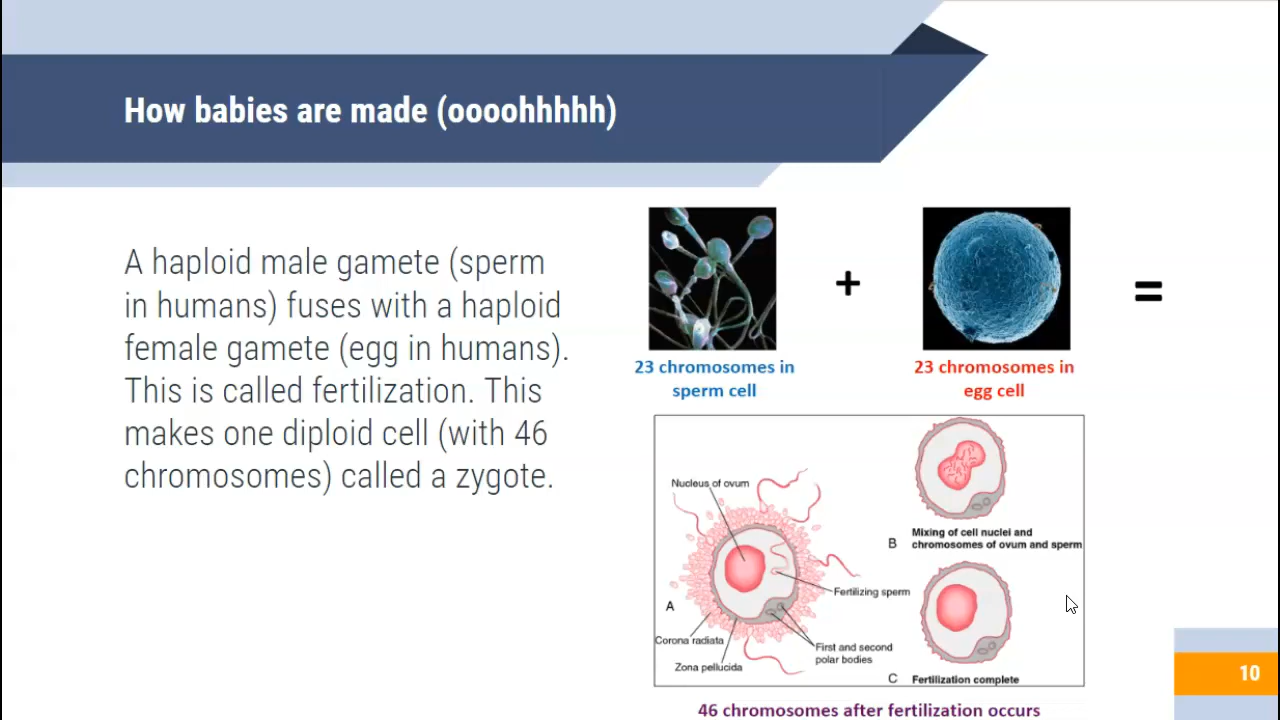 How babies are made (oooohhhhh)
A haploid male gamete (sperm
in humans) fuses with a haploid
female gamete (egg in humans).
This is called fertilization. This
makes one diploid cell (with 46
chromosomes) called a zygote.
+
=
23 chromosomes in
sperm cell
23 chromosomes in
egg cell
Nucleus of ovum
Fertilizing sperm
A
Corona radiata
Zona pellucida
First and second
polar bodies
B
Mixing of cell nuclei and
chromosomes of ovum and sperm
C
Fertilization complete
46 chromosomes after fertilization occurs
10